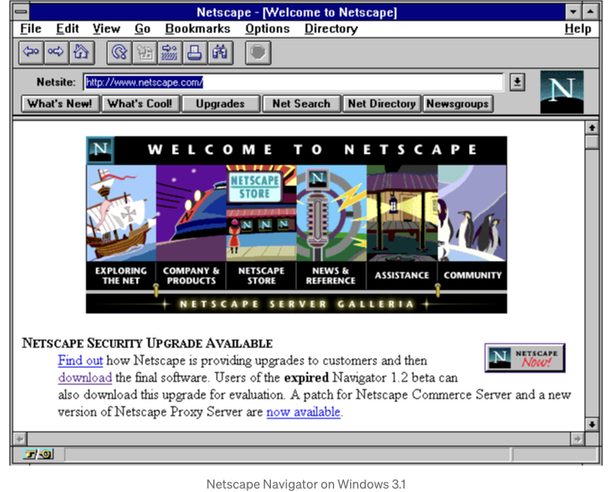 Netscape - [Welcome to Netscape]
File Edit View Go Bookmarks Options Directory Help
Netsite: http://www.netscape.com/
N
What's New! What's Cool! Upgrades Net Search Net Directory Newsgroups
N WELCOME TO NETSCAPE
NETSCAPE
STORE
N
N N N
EXPLORING
THE NET
COMPANY &
PRODUCTS
NETSCAPE
STORE
NEWS &
REFERENCE
ASSISTANCE
COMMUNITY
NETSCAPE SERVER GALLERIA
NETSCAPE SECURITY UPGRADE AVAILABLE
N NETSCAPE
Now!
Find out how Netscape is providing upgrades to customers and then
download the final software. Users of the expired Navigator 1.2 beta can
also download this upgrade for evaluation. A patch for Netscape Commerce Server and a new
version of Netscape Proxy Server are now available.
Netscape Navigator on Windows 3.1